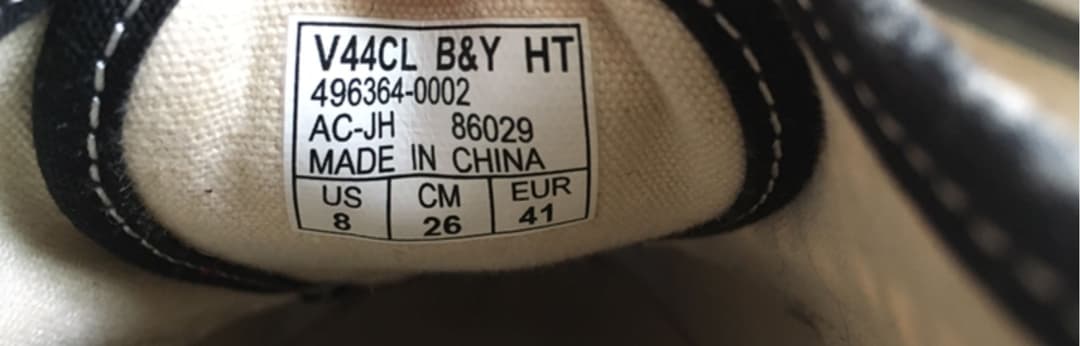 V44CL B&Y HT
496364-0002
AC-JH 86029
MADE IN CHINA
US CM EUR
8 26 41